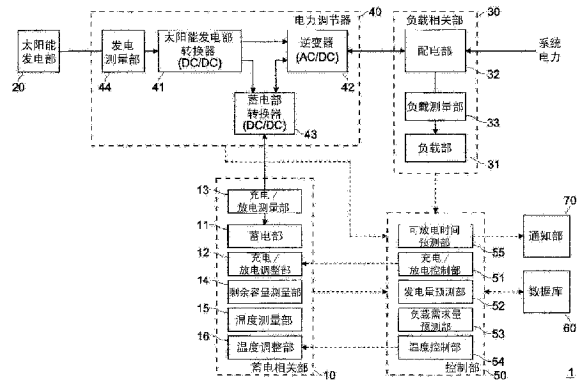 太阳能
发电部
20
发电
测量部
44
太阳能发电部
转换器
(DC/DC)
41
电力调节器
40
逆变器
(AC/DC)
42
蓄电部
转换器
(DC/DC)
43
负载相关部
30
配电部
32
系统
电力
负载测量部
33
负载部
31
13
充电/
放电测量部
11
蓄电部
12
充电/
放电调整部
14
剩余容量测量部
15
温度测量部
16
温度调整部
蓄电相关部
10
可放电时间
预测部
55
充电/
放电控制部
51
发电量预测部
52
负载需求量
预测部
53
温度控制部
54
控制部
50
70
通知部
数据库
60
1